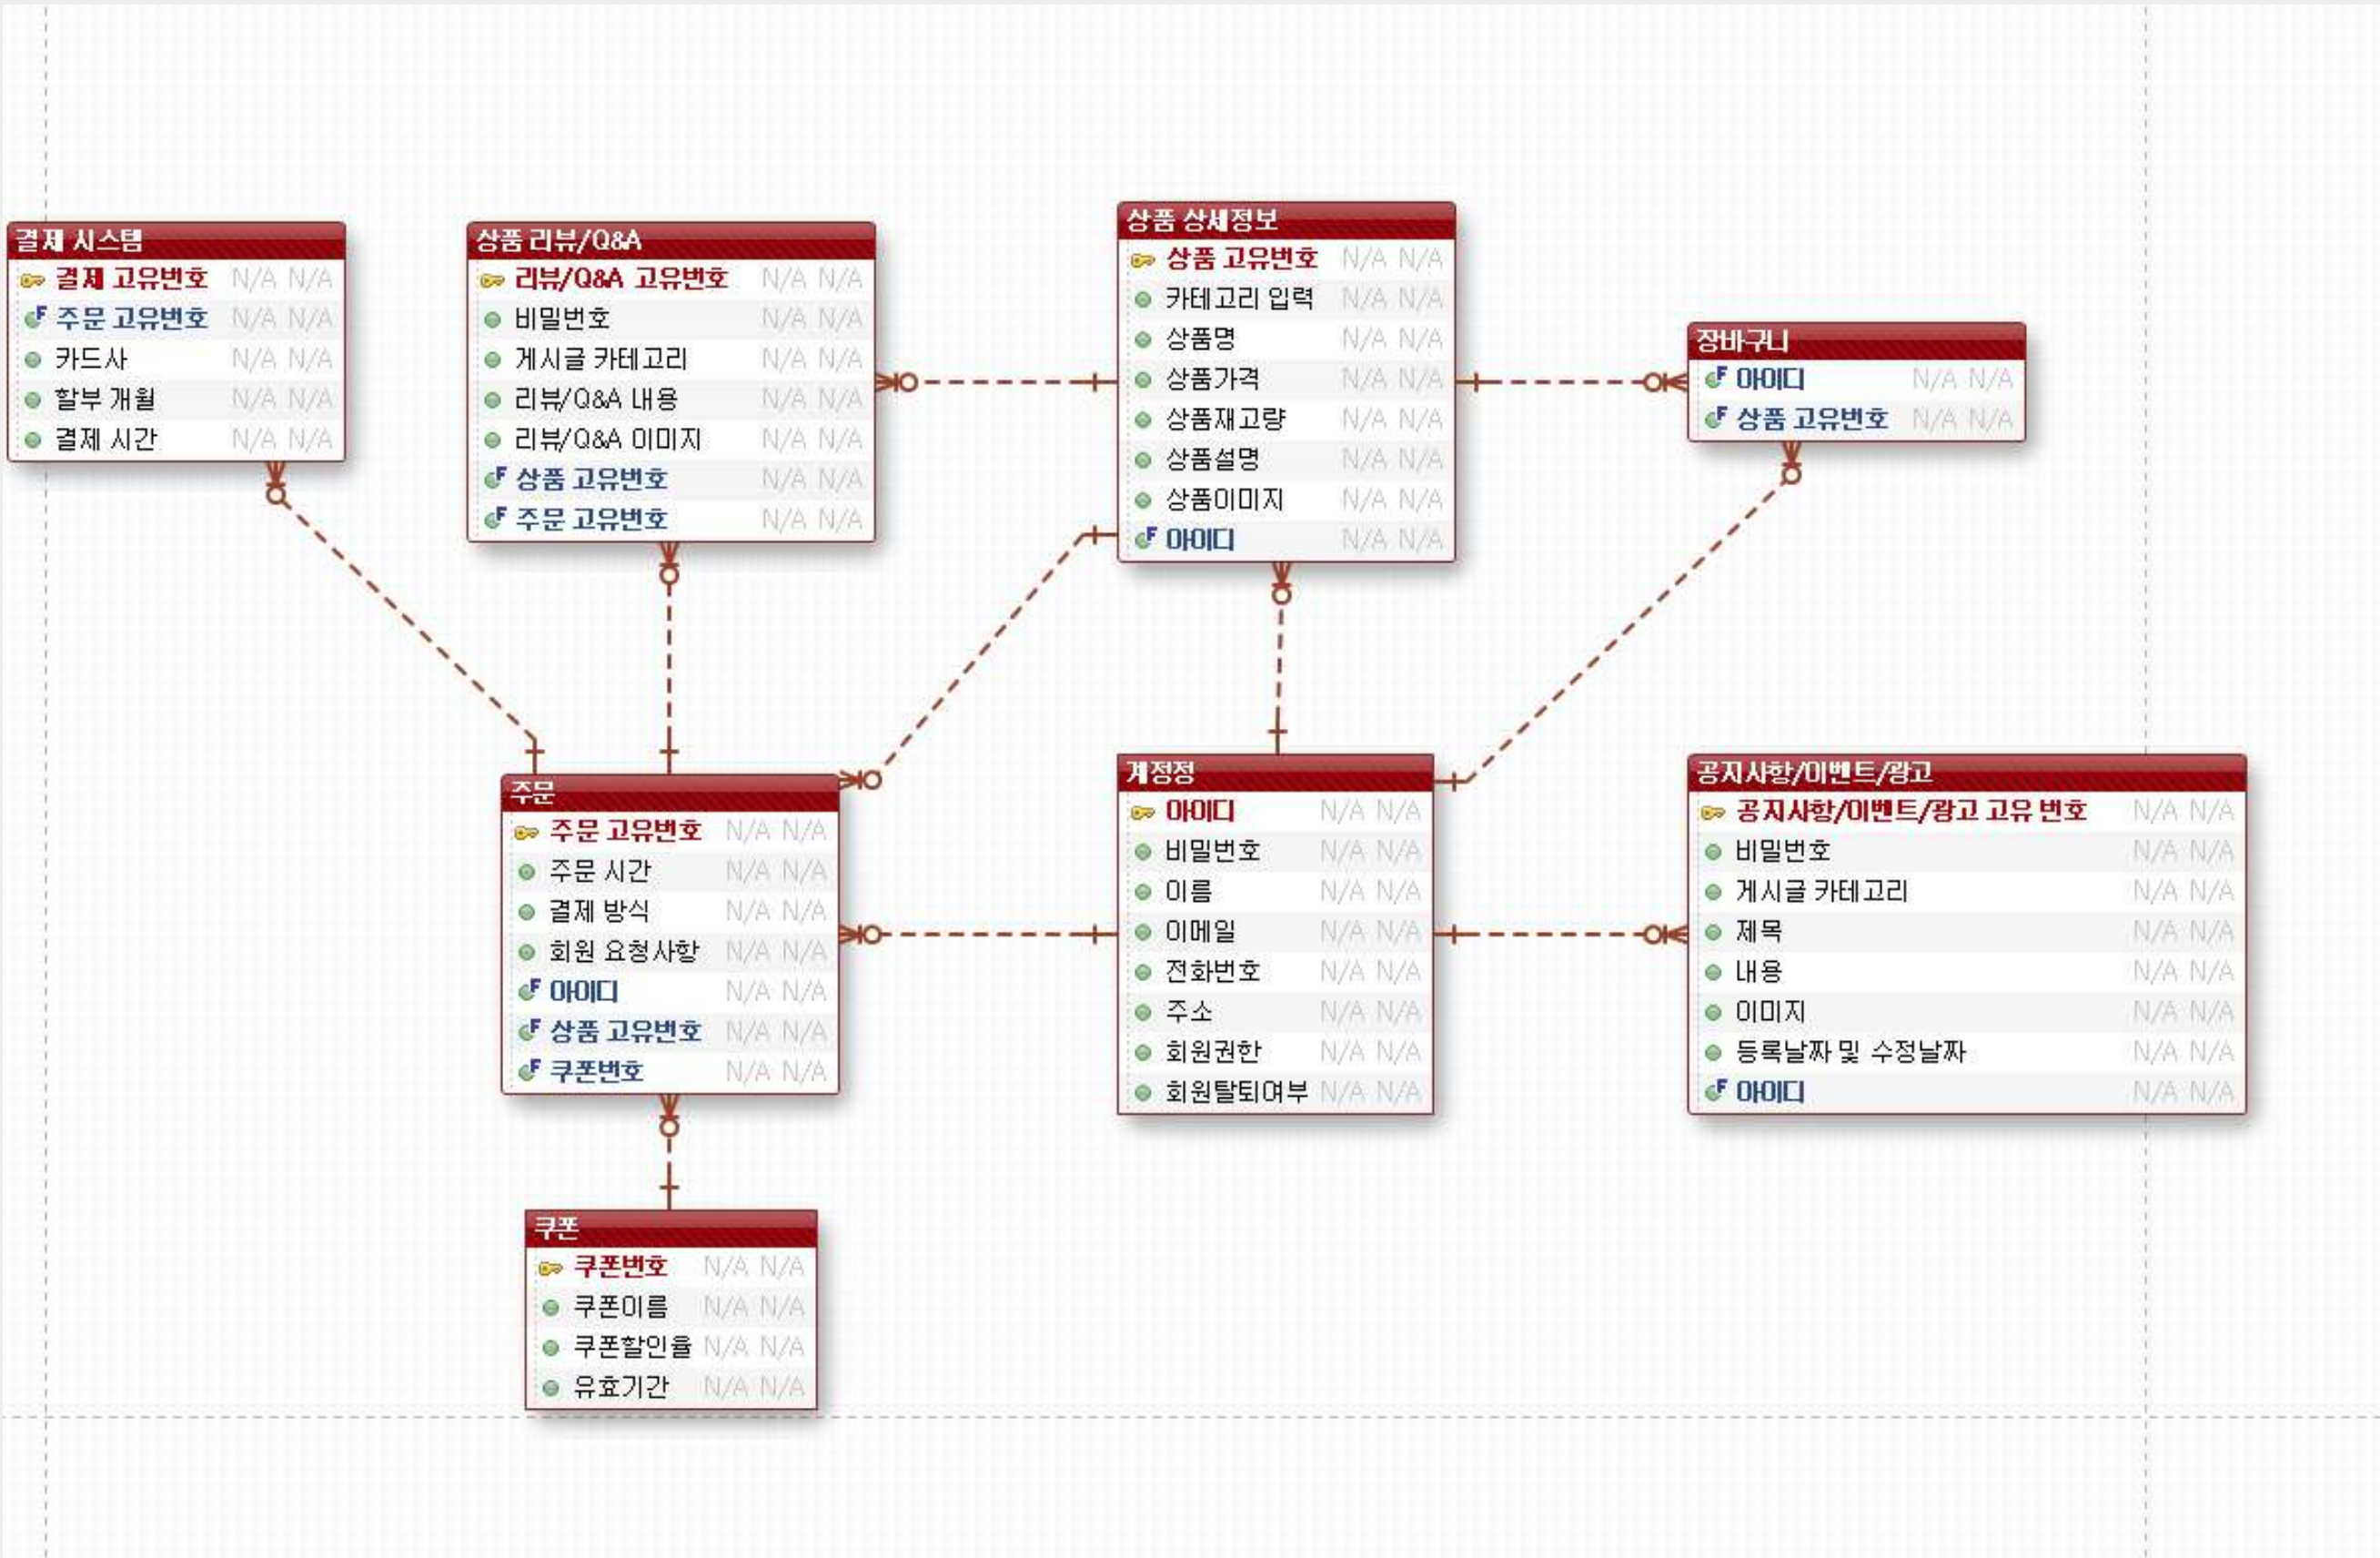 결제 시스템
결제 고유번호 N/A N/A
주문 고유번호 N/A N/A
카드사 N/A N/A
할부 개월 N/A N/A
결제 시간 N/A N/A
상품 리뷰/Q&A
리뷰/Q&A 고유번호 N/A N/A
비밀번호 N/A N/A
게시글 카테고리 N/A N/A
리뷰/Q&A 내용 N/A N/A
리뷰/Q&A 이미지 N/A N/A
상품 고유번호 N/A N/A
주문 고유번호 N/A N/A
상품 상세정보
상품 고유번호 N/A N/A
카테고리 입력 N/A N/A
상품명 N/A N/A
상품가격 N/A N/A
상품재고량 N/A N/A
상품설명 N/A N/A
상품이미지 N/A N/A
아이디 N/A N/A
장바구니
아이디 N/A N/A
상품 고유번호 N/A N/A
주문
주문 고유번호 N/A N/A
주문 시간 N/A N/A
결제 방식 N/A N/A
회원 요청사항 N/A N/A
아이디 N/A N/A
상품 고유번호 N/A N/A
쿠폰번호 N/A N/A
계정정
아이디 N/A N/A
비밀번호 N/A N/A
이름 N/A N/A
이메일 N/A N/A
전화번호 N/A N/A
주소 N/A N/A
회원권한 N/A N/A
회원탈퇴여부 N/A N/A
공지사항/이벤트/광고
공지사항/이벤트/광고 고유 번호 N/A N/A
비밀번호 N/A N/A
게시글 카테고리 N/A N/A
제목 N/A N/A
내용 N/A N/A
이미지 N/A N/A
등록날짜 및 수정날짜 N/A N/A
아이디 N/A N/A
쿠폰
쿠폰번호 N/A N/A
쿠폰이름 N/A N/A
쿠폰할인율 N/A N/A
유효기간 N/A N/A